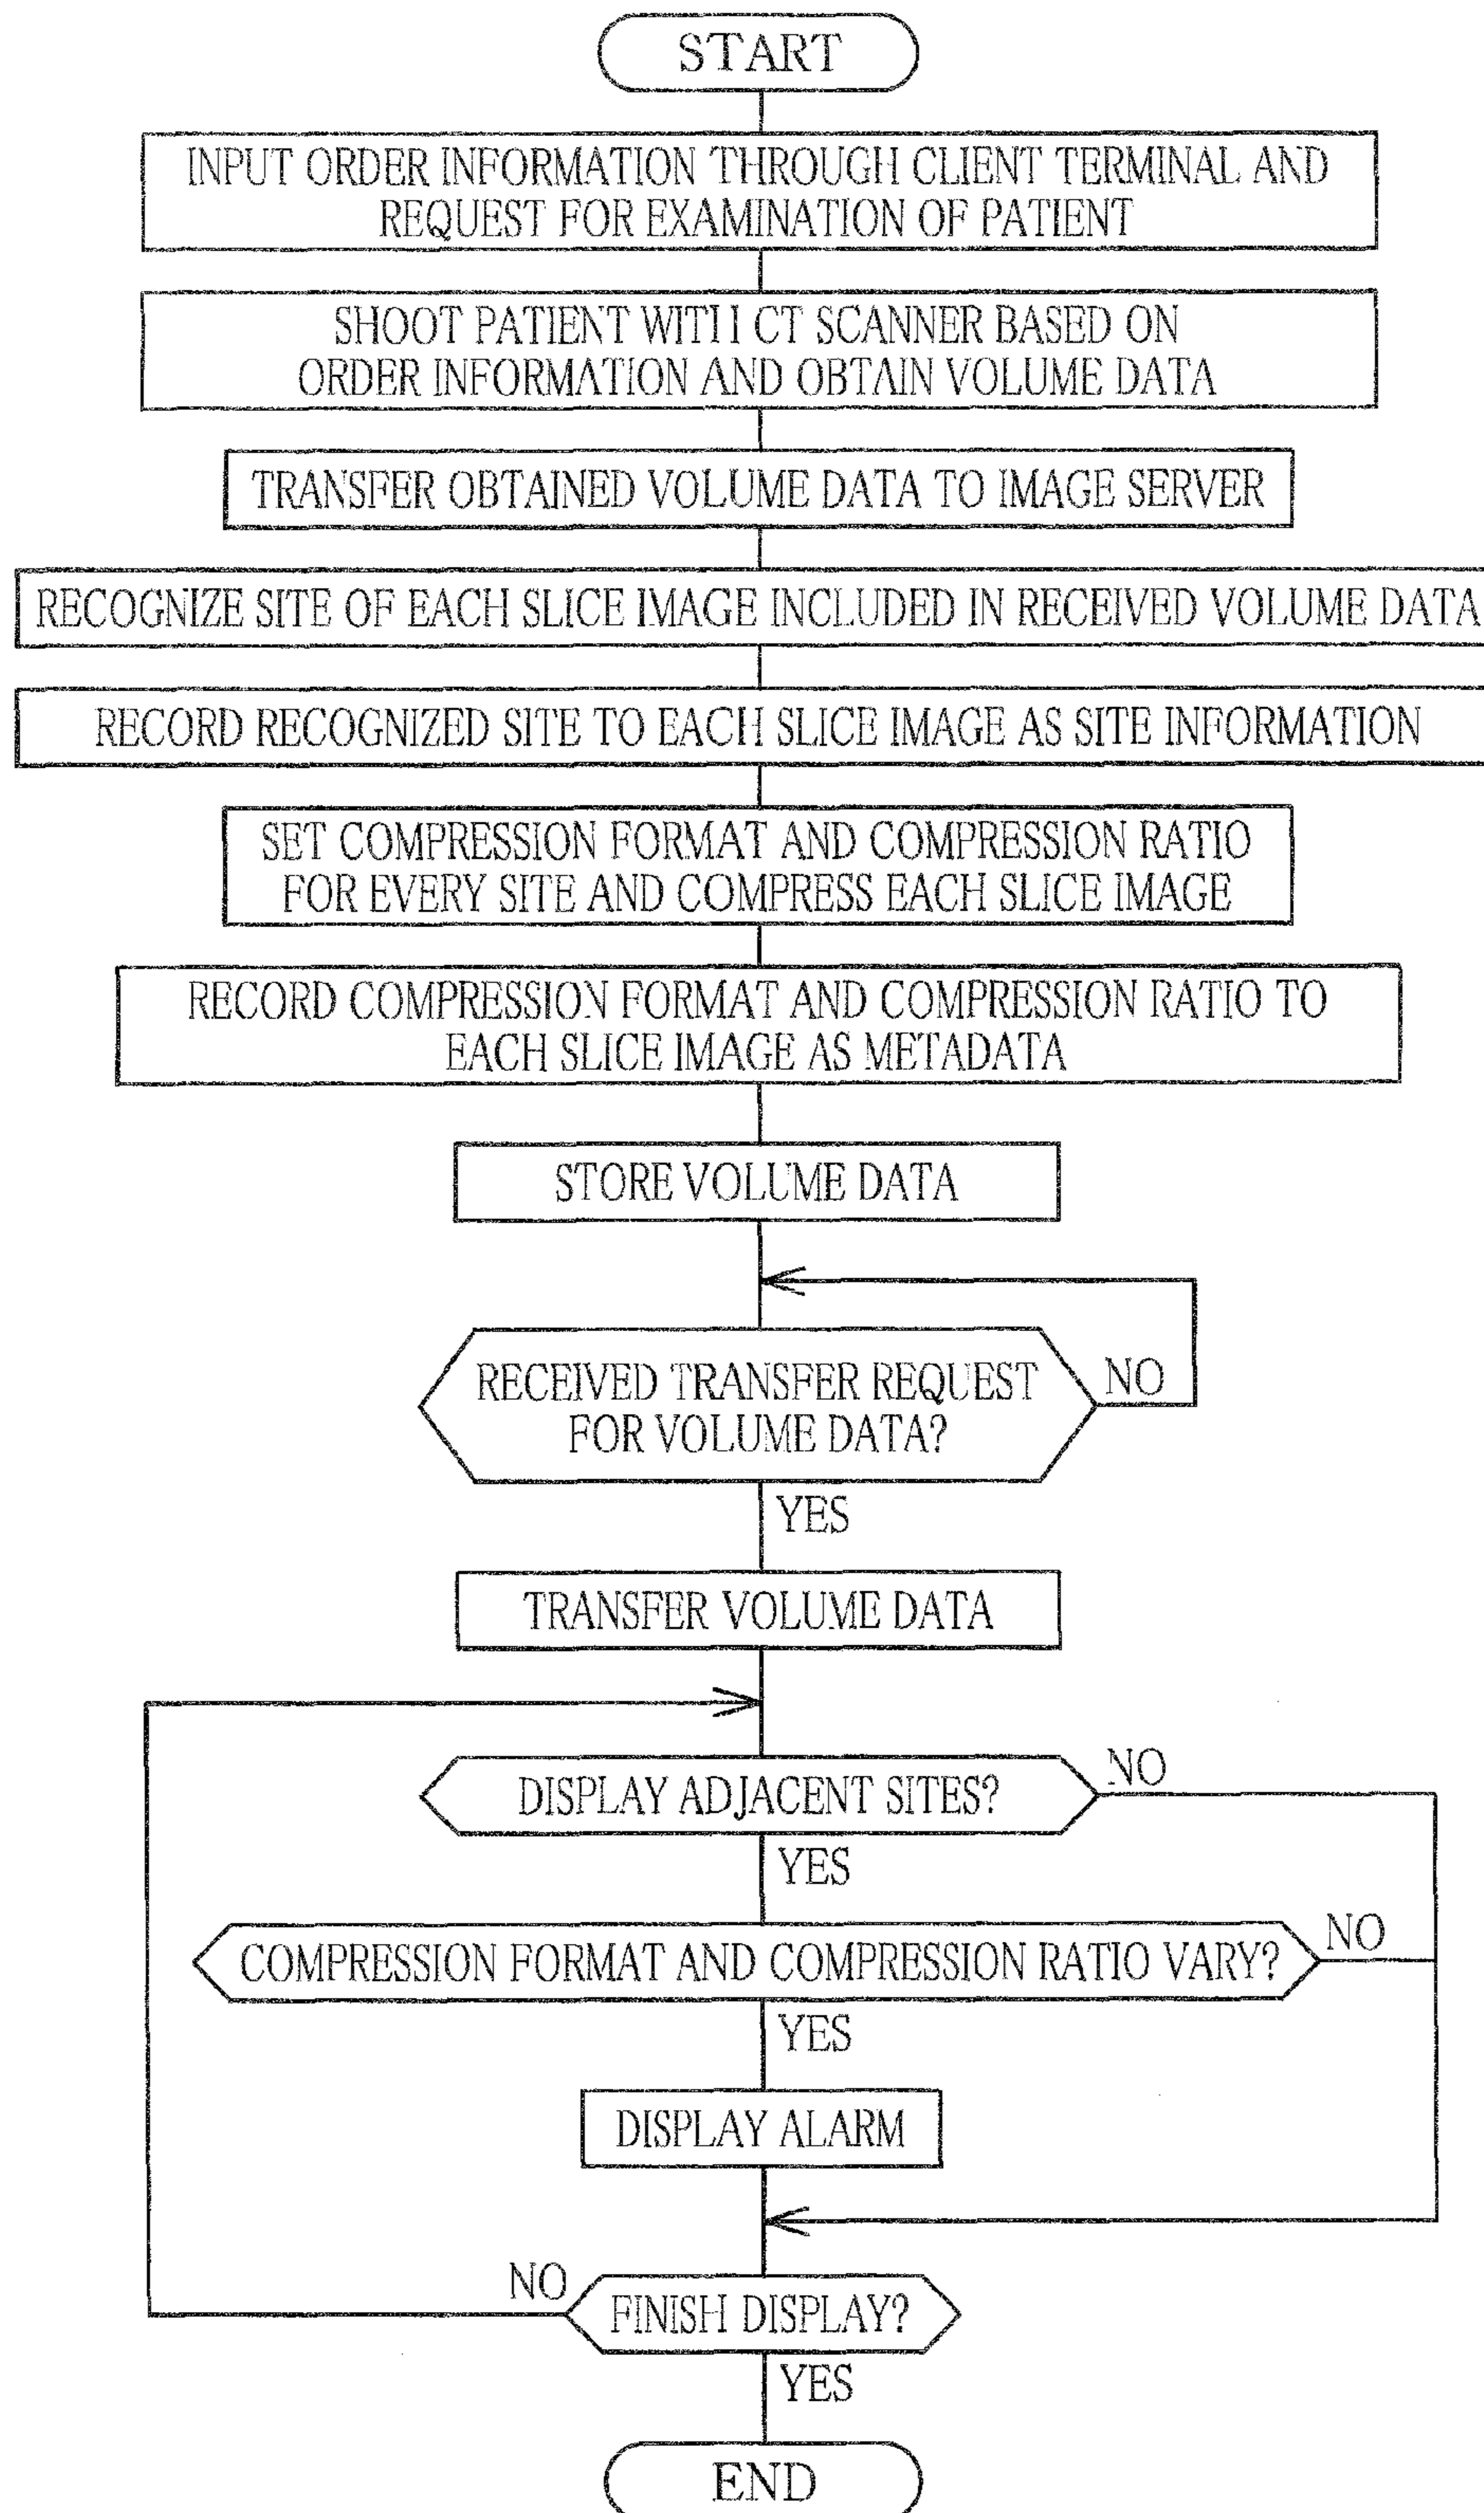 START
INPUT ORDER INFORMATION THROUGH CLIENT TERMINAL AND
REQUEST FOR EXAMINATION OF PATIENT
SHOOT PATIENT WITH CT SCANNER BASED ON
ORDER INFORMATION AND OBTAIN VOLUME DATA
TRANSFER OBTAINED VOLUME DATA TO IMAGE SERVER
RECOGNIZE SITE OF EACH SLICE IMAGE INCLUDED IN RECEIVED VOLUME DATA
RECORD RECOGNIZED SITE TO EACH SLICE IMAGE AS SITE INFORMATION
SET COMPRESSION FORMAT AND COMPRESSION RATIO
FOR EVERY SITE AND COMPRESS EACH SLICE IMAGE
RECORD COMPRESSION FORMAT AND COMPRESSION RATIO TO
EACH SLICE IMAGE AS METADATA
STORE VOLUME DATA
RECEIVED TRANSFER REQUEST
FOR VOLUME DATA?
NO
YES
TRANSFER VOLUME DATA
DISPLAY ADJACENT SITES?
NO
YES
COMPRESSION FORMAT AND COMPRESSION RATIO VARY?
NO
YES
DISPLAY ALARM
NO
FINISH DISPLAY?
YES
END